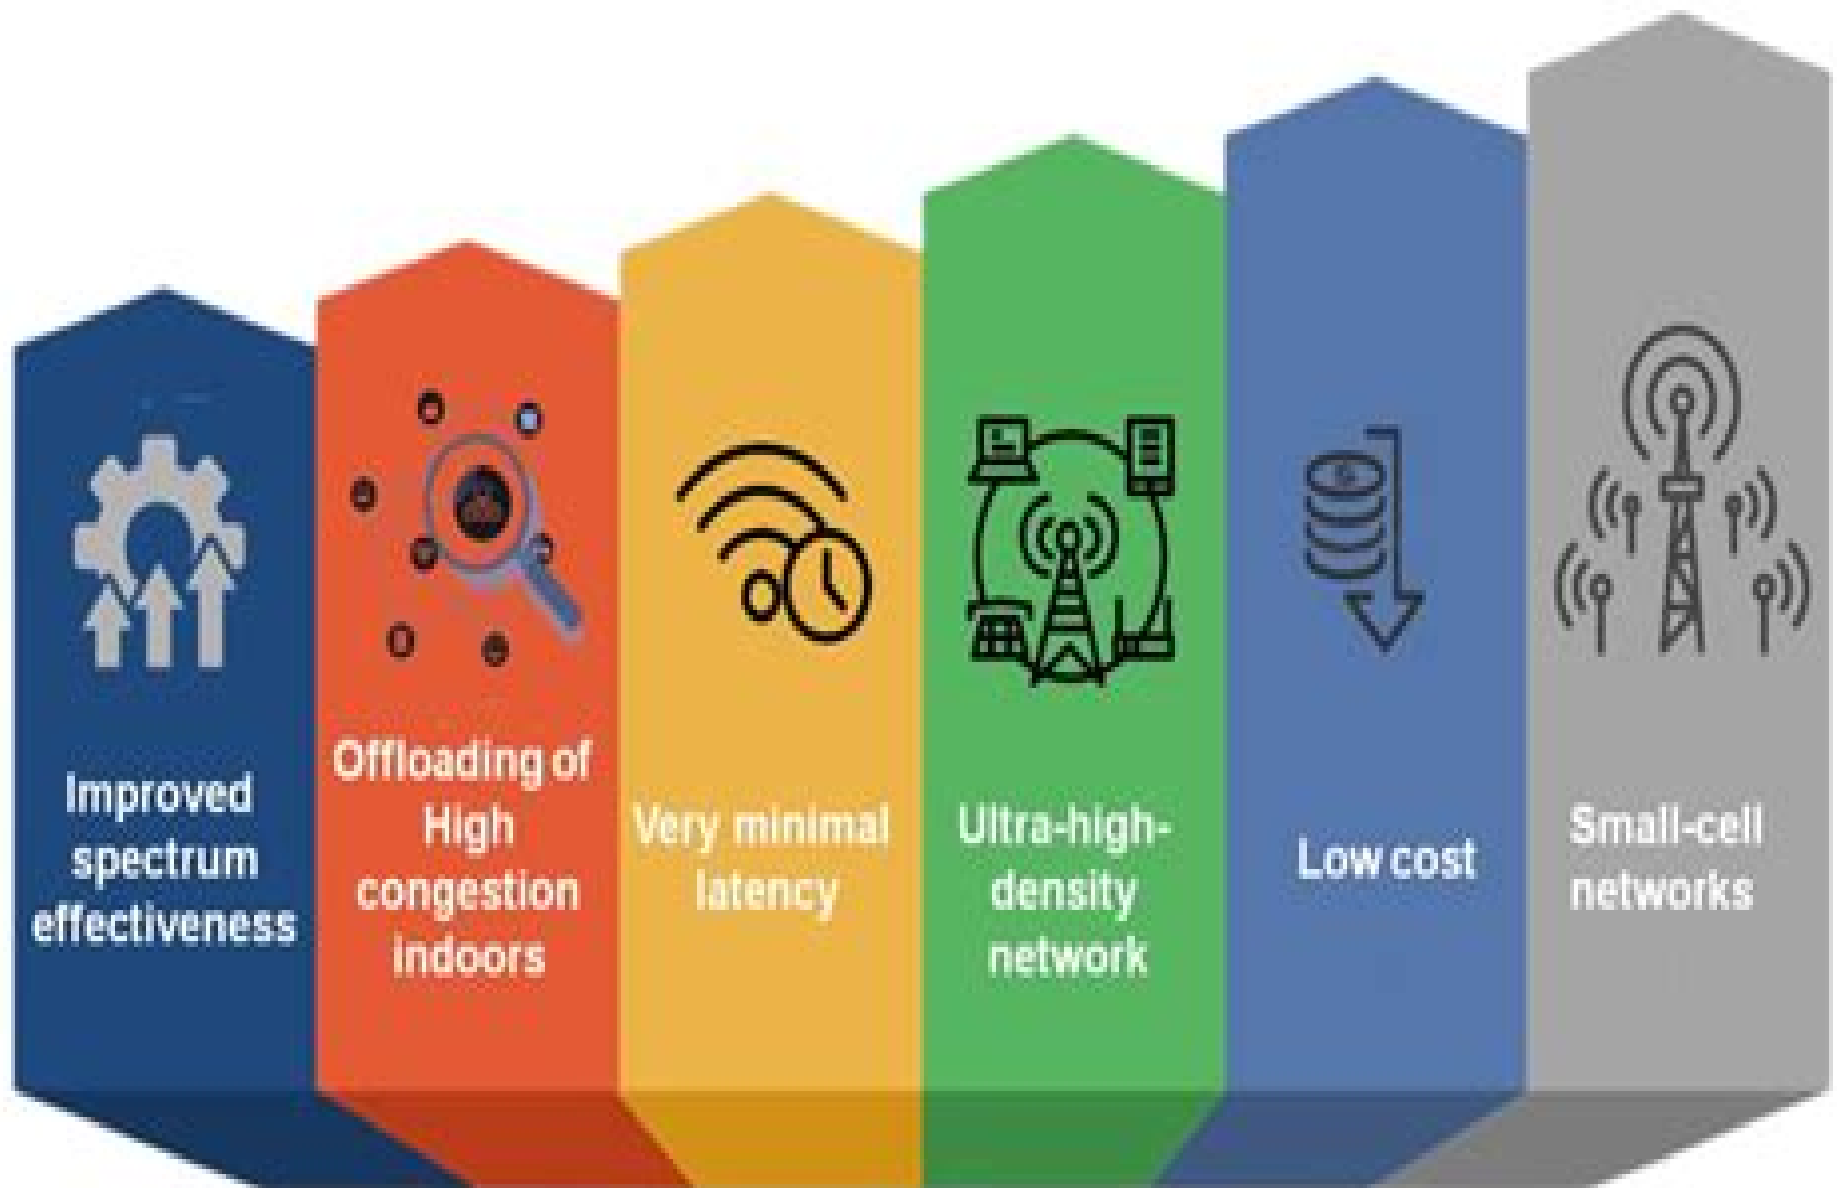 Improved
spectrum
effectiveness
Offloading of
High
congestion
indoors
Very minimal
latency
Ultra-high-
density
network
Low cost
Small-cell
networks